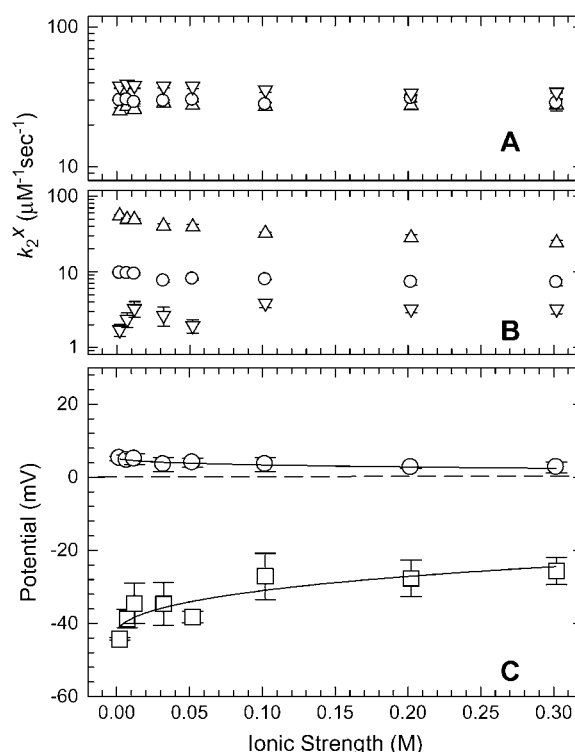 100
10
A
k₂ˣ (µM⁻¹sec⁻¹)
100
10
1
B
20
0
-20
-40
-60
Potential (mV)
C
0.00 0.05 0.10 0.15 0.20 0.25 0.30
Ionic Strength (M)